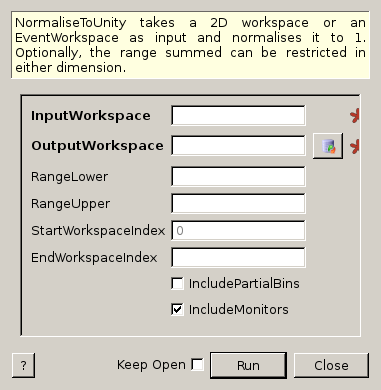 NormaliseToUnity takes a 2D workspace or an
EventWorkspace as input and normalises it to 1.
Optionally, the range summed can be restricted in
either dimension.
InputWorkspace
OutputWorkspace
RangeLower
RangeUpper
StartWorkspaceIndex 0
EndWorkspaceIndex
IncludePartialBins
IncludeMonitors
? Keep Open Run Close